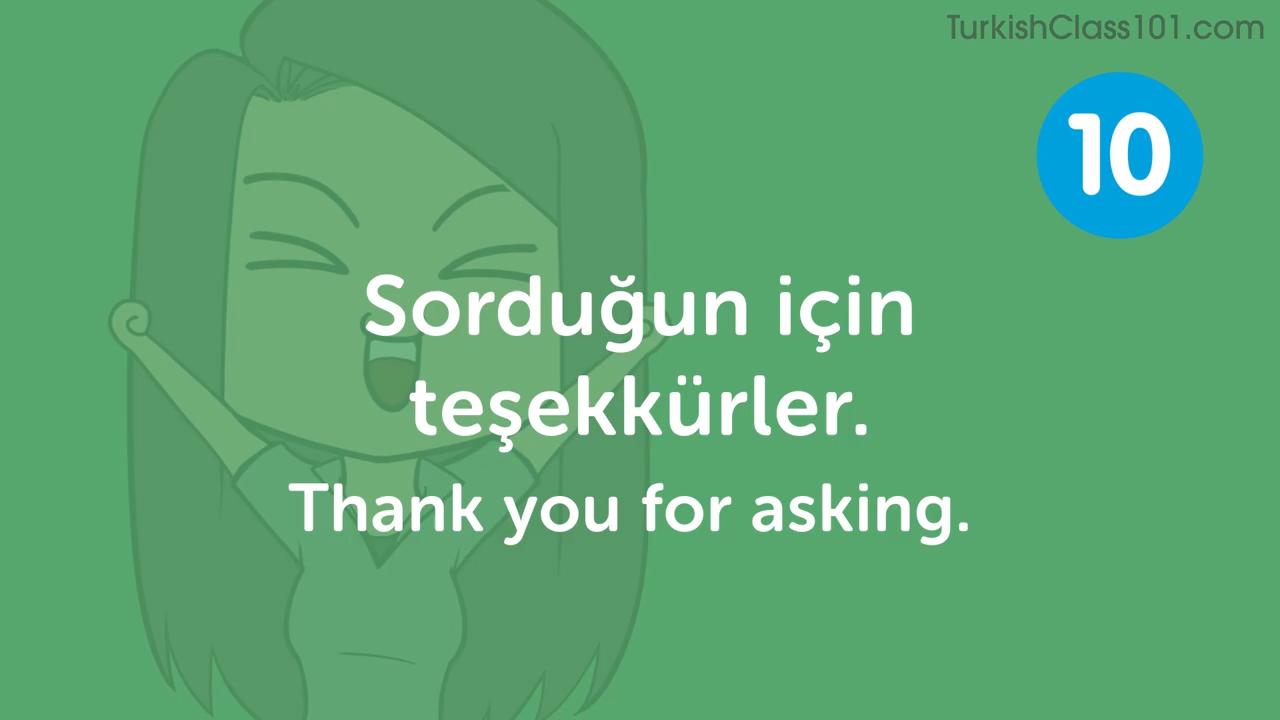 TurkishClass101.com
10
Sorduğun için
teşekkürler.
Thank you for asking.